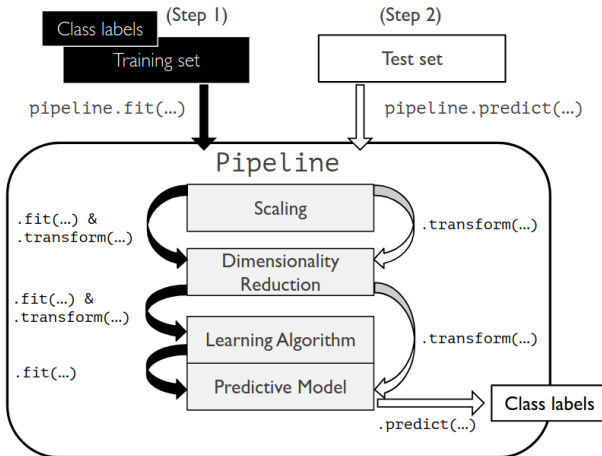 (Step 1)
(Step 2)
Class labels
Training set
Test set
pipeline.fit(…)
pipeline.predict(…)
Pipeline
Scaling
.fit(…) &
.transform(…)
.transform(…)
Dimensionality
Reduction
.fit(…) &
.transform(…)
Learning Algorithm
.transform(…)
.fit(…)
Predictive Model
Class labels
.predict(…)